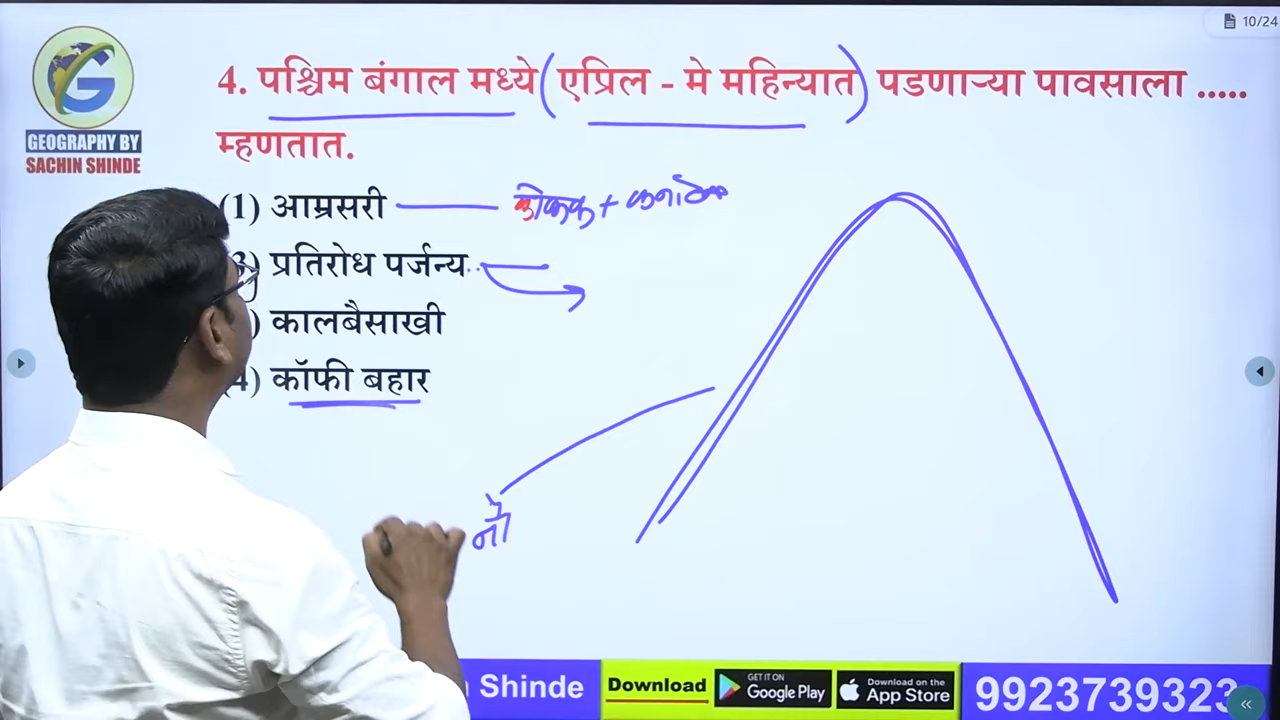 10/24
4. पश्चिम बंगाल मध्ये (एप्रिल - मे महिन्यात) पडणाऱ्या पावसाला .....
म्हणतात.
GEOGRAPHY BY
SACHIN SHINDE
(1) आम्रसरी
3) प्रतिरोध पर्जन्य
) कालबैसाखी
4) कॉफी बहार
Shinde
Download
GET IT ON
Google Play
Download on the
App Store
9923739323